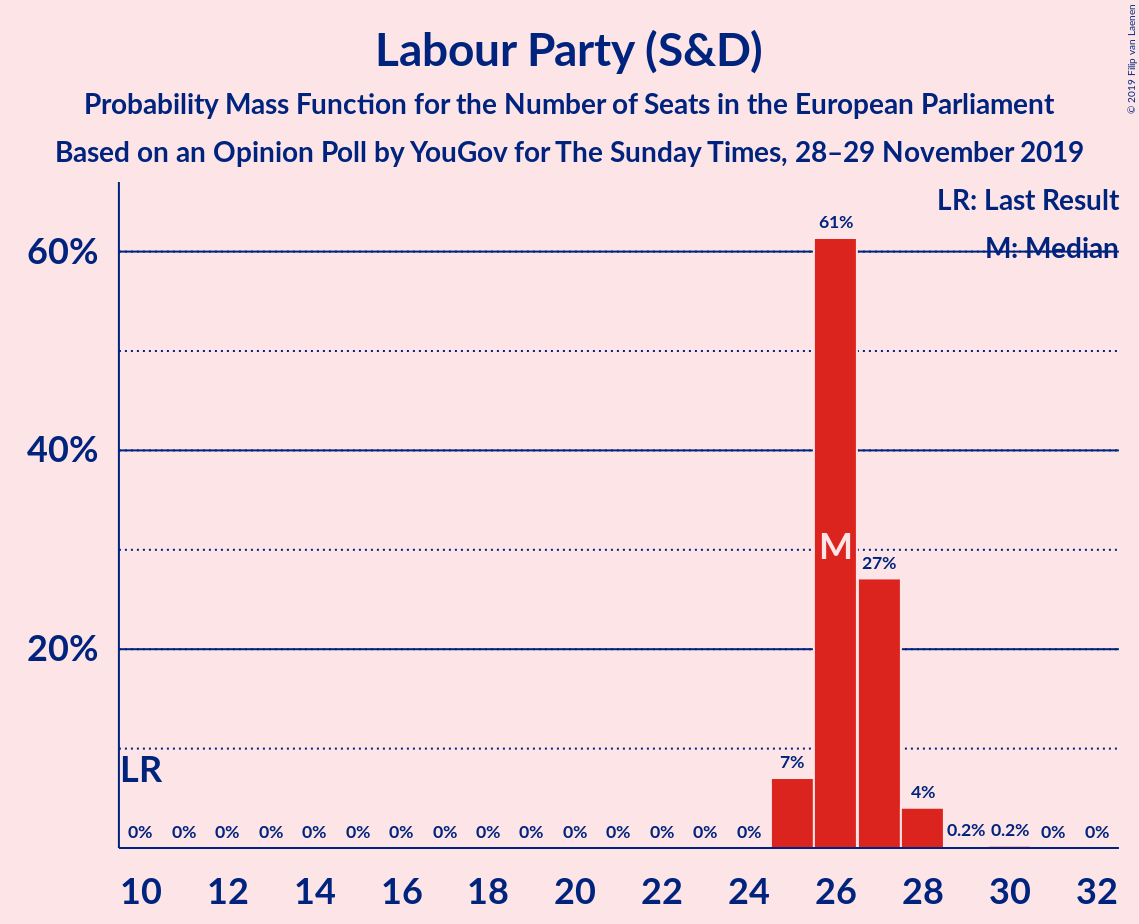 Labour Party (S&D)
Probability Mass Function for the Number of Seats in the European Parliament
Based on an Opinion Poll by YouGov for The Sunday Times, 28–29 November 2019
© 2019 Filip van Laenen
LR: Last Result
M: Median
60%
40%
20%
61%
M
27%
LR
7%
4%
0% 0% 0% 0% 0% 0% 0% 0% 0% 0% 0% 0% 0% 0% 0% 0.2% 0.2% 0% 0%
10 12 14 16 18 20 22 24 26 28 30 32